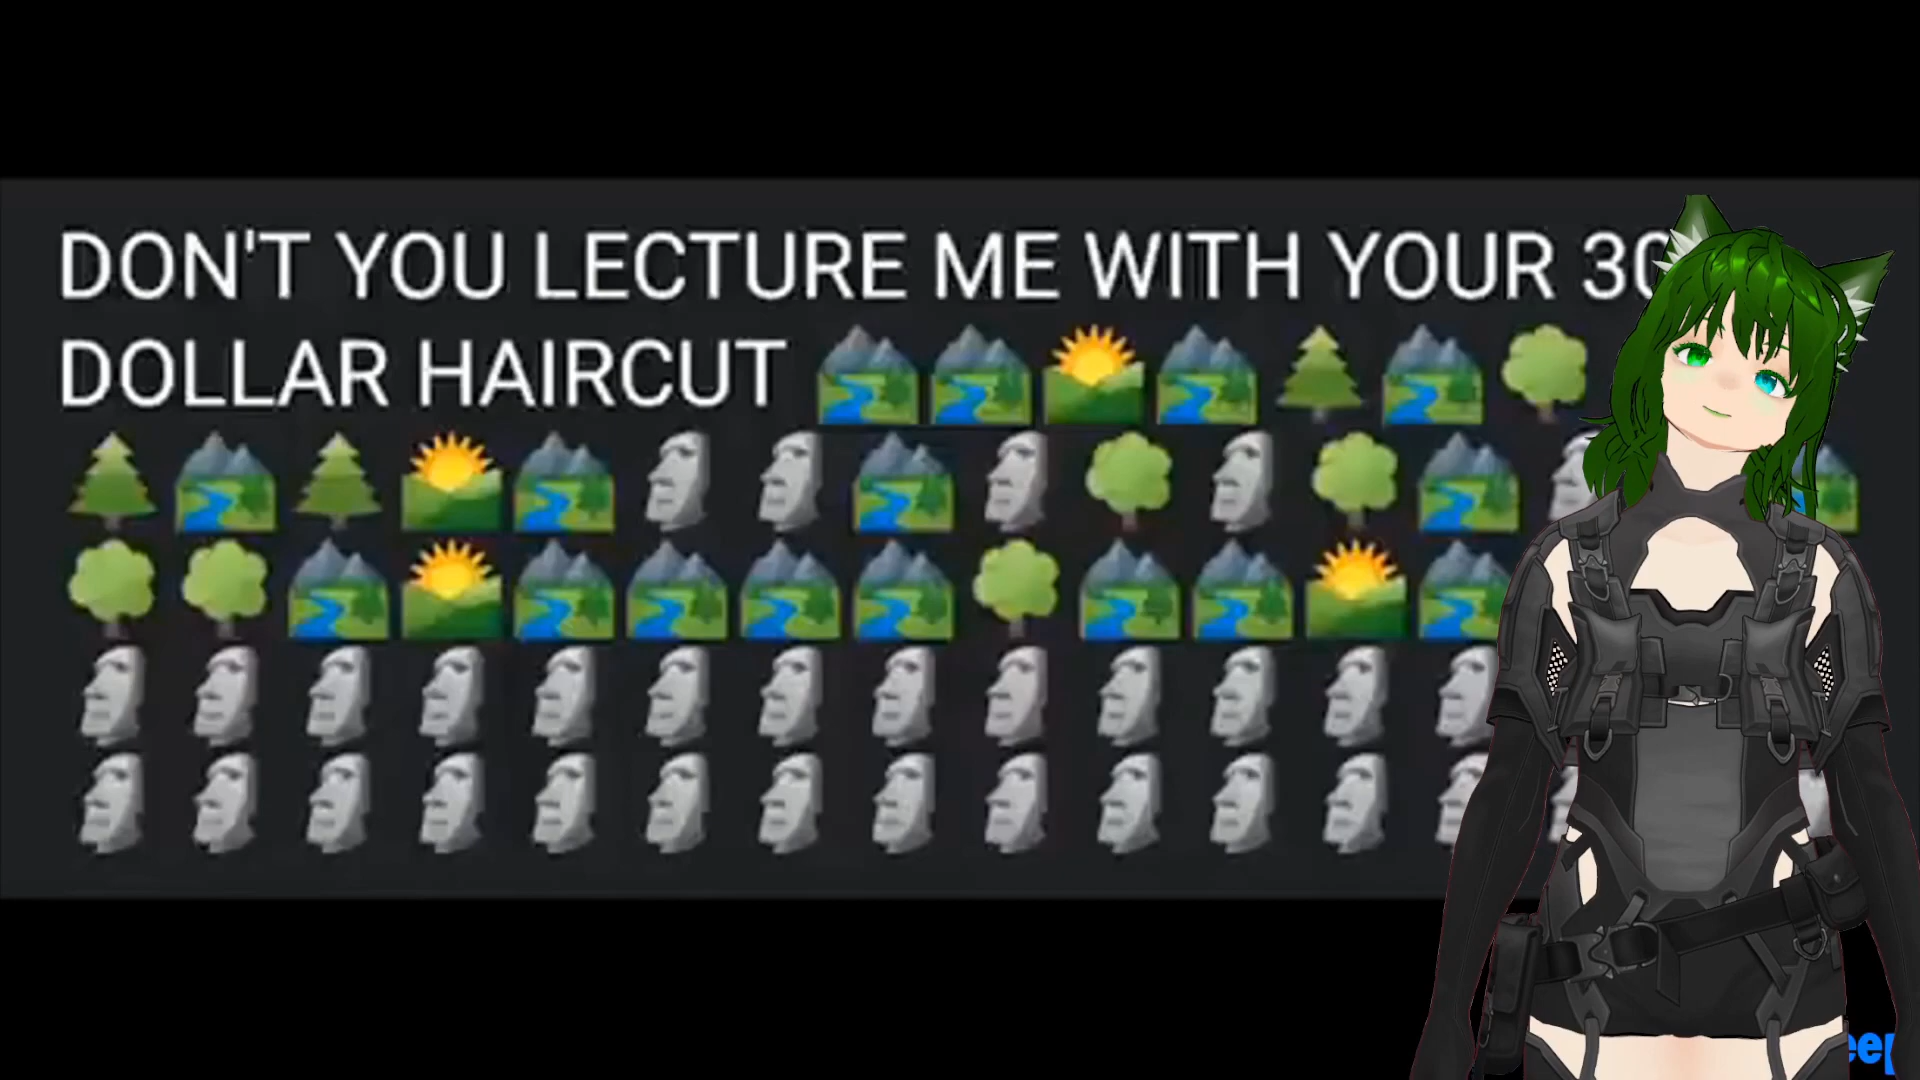 DON'T YOU LECTURE ME WITH YOUR 30
DOLLAR HAIRCUT 🏞🏞🌄🏞🌲🏞🌳
🌲🏞🌲🌄🏞🗿🗿🏞🗿🌳🗿🌳🏞🗿🏞
🌳🌳🏞🌄🏞🏞🏞🏞🌳🏞🏞🌄🏞
🗿🗿🗿🗿🗿🗿🗿🗿🗿🗿🗿🗿🗿
🗿🗿🗿🗿🗿🗿🗿🗿🗿🗿🗿🗿🗿🗿🗿